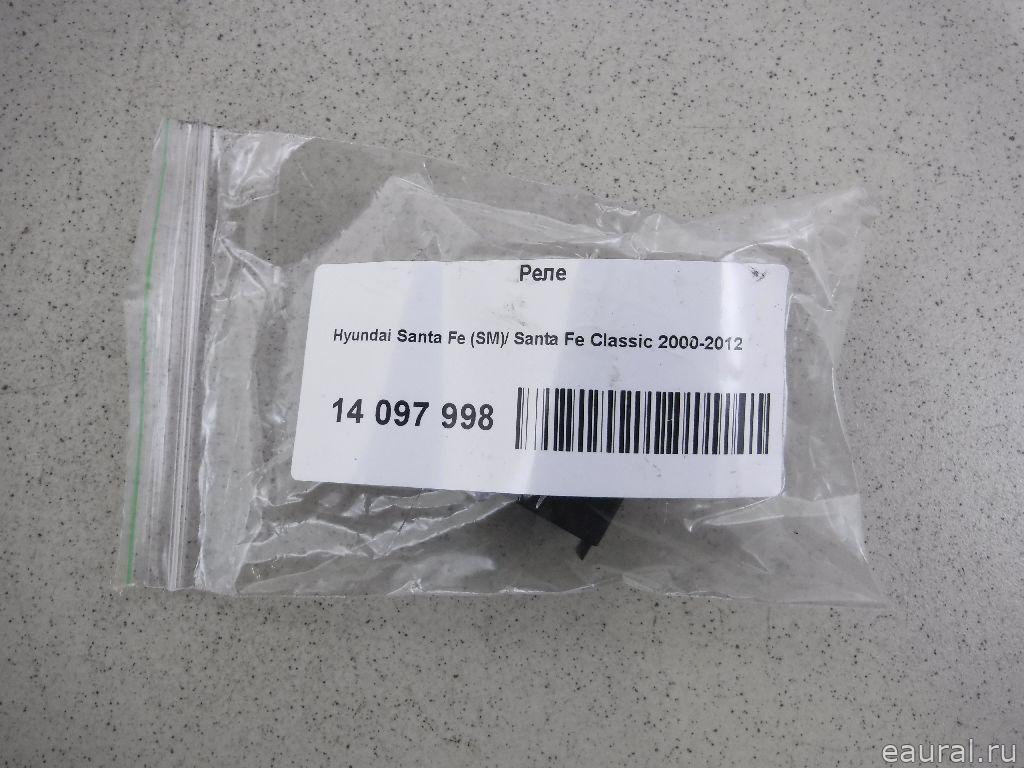 Реле
Hyundai Santa Fe (SM)/ Santa Fe Classic 2000-2012
14 097 998
eaural.ru